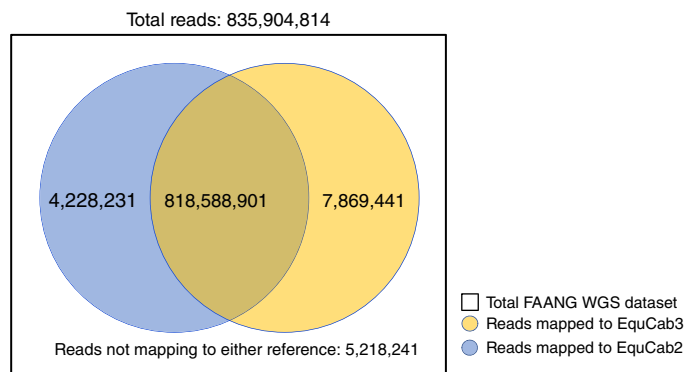 Total reads: 835,904,814
4,228,231
818,588,901
7,869,441
Reads not mapping to either reference: 5,218,241
Total FAANG WGS dataset
Reads mapped to EquCab3
Reads mapped to EquCab2